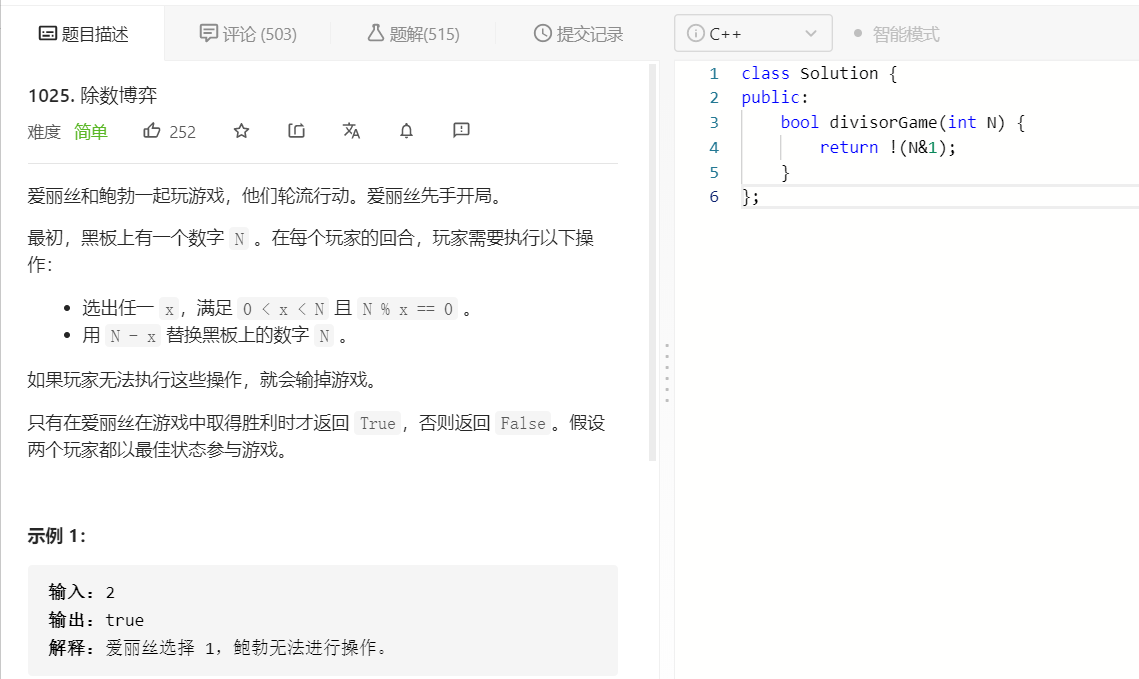 题目描述
评论 (503)
题解(515)
提交记录
C++
智能模式
1025. 除数博弈
难度 简单 252
爱丽丝和鲍勃一起玩游戏，他们轮流行动。爱丽丝先手开局。
最初，黑板上有一个数字 N 。在每个玩家的回合，玩家需要执行以下操
作：
• 选出任一 x，满足 0 < x < N 且 N % x == 0 。
• 用 N - x 替换黑板上的数字 N 。
如果玩家无法执行这些操作，就会输掉游戏。
只有在爱丽丝在游戏中取得胜利时才返回 True，否则返回 False。假设
两个玩家都以最佳状态参与游戏。
示例 1：
输入：2
输出：true
解释：爱丽丝选择 1，鲍勃无法进行操作。
1 class Solution {
2 public:
3     bool divisorGame(int N) {
4         return !(N&1);
5     }
6 };